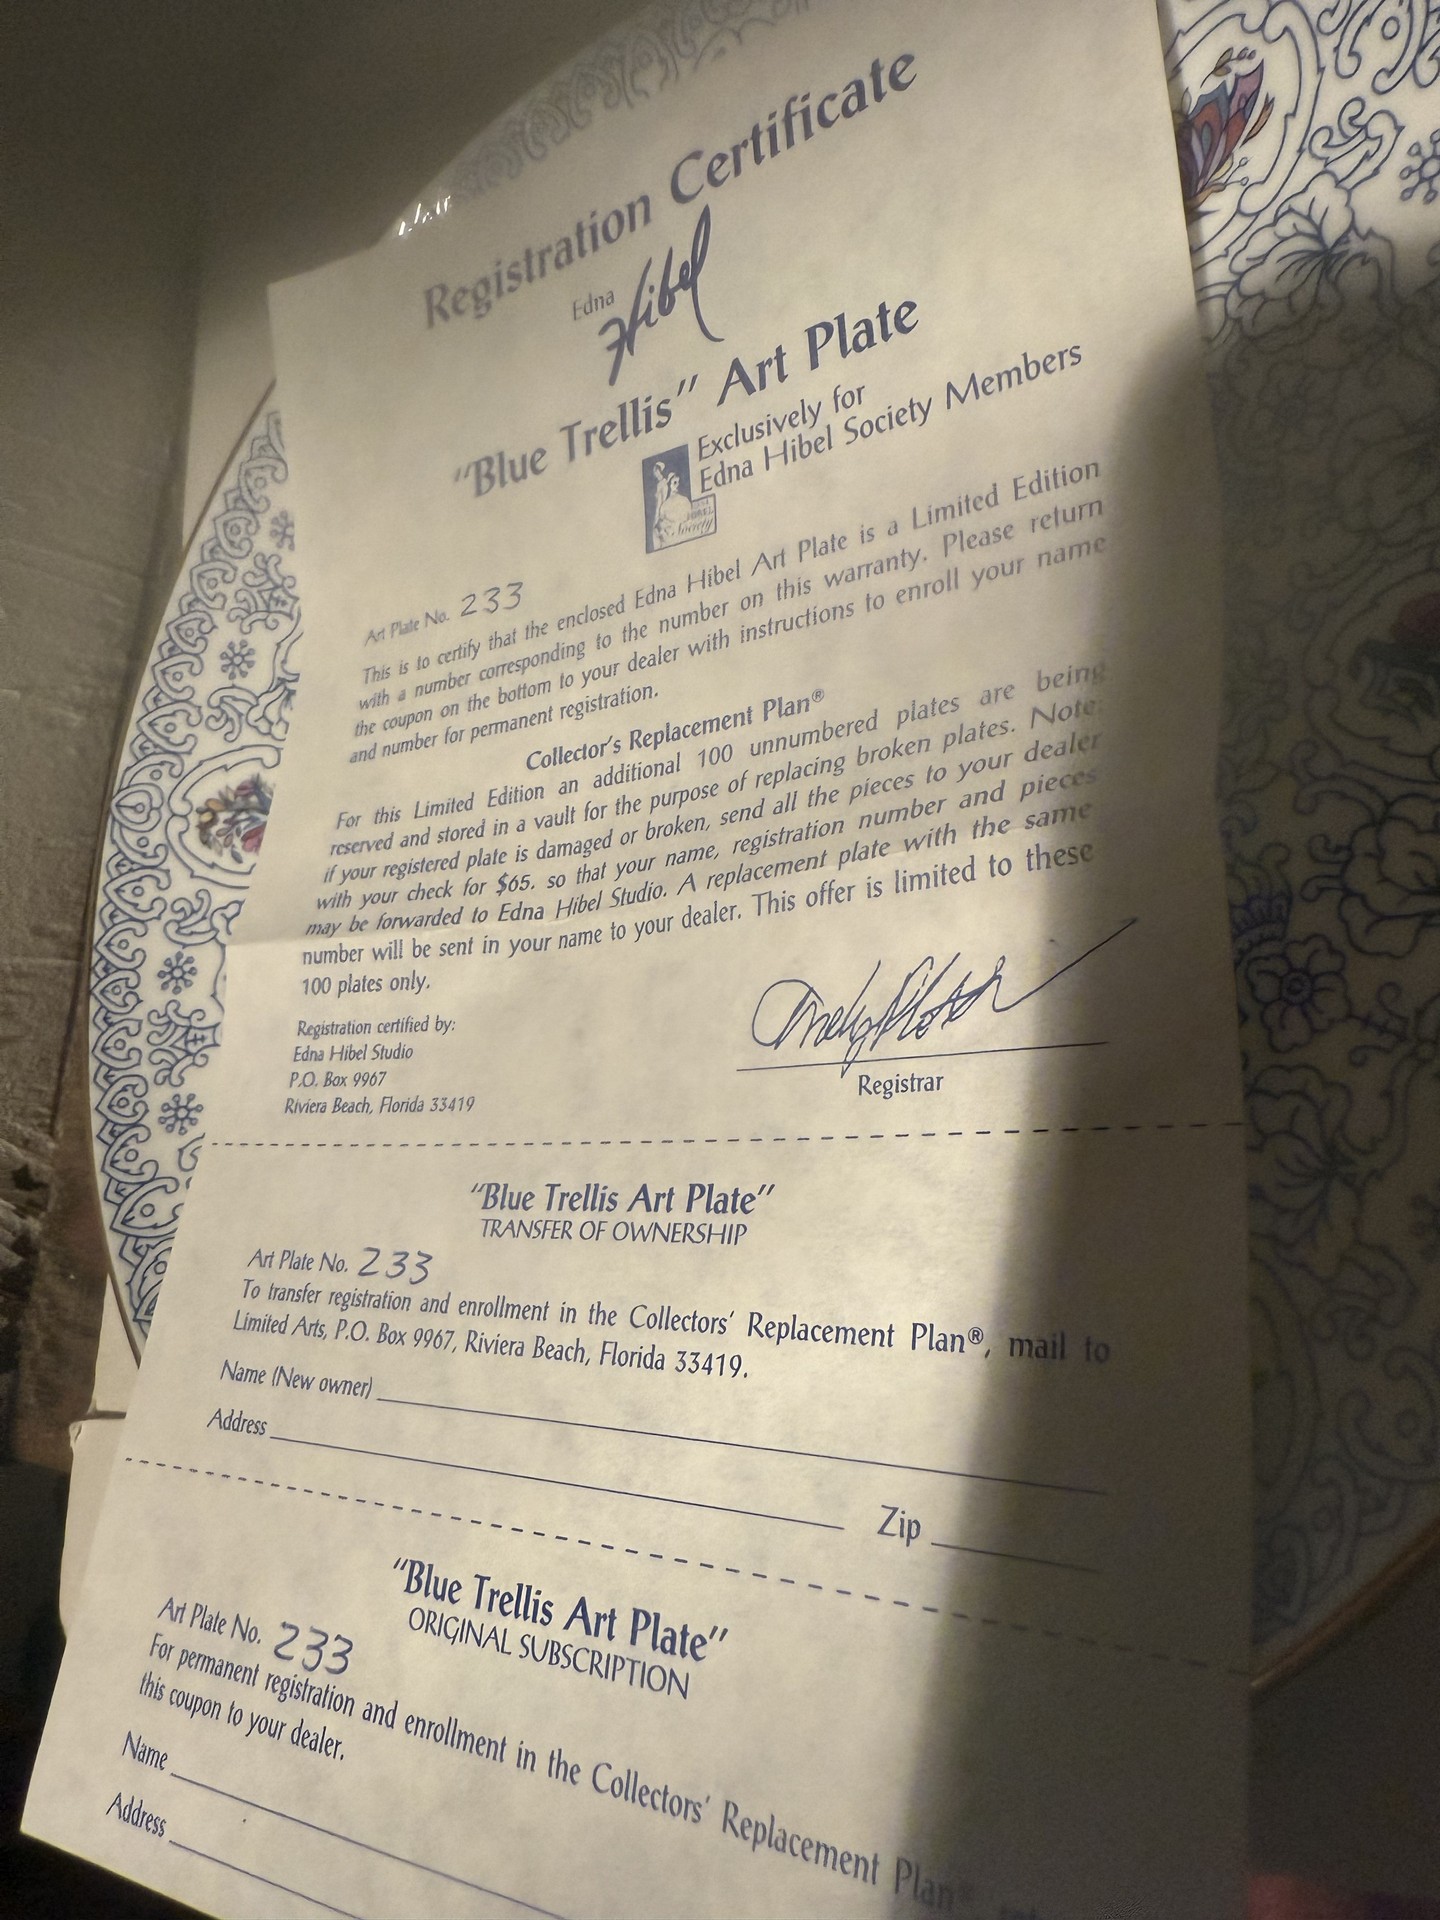 Registration Certificate
Edna Hibel
"Blue Trellis" Art Plate
Exclusively for
Edna Hibel Society Members
Society
Art Plate No. 233
This is to certify that the enclosed Edna Hibel Art Plate is a Limited Edition
with a number corresponding to the number on this warranty. Please return
the coupon on the bottom to your dealer with instructions to enroll your name
and number for permanent registration.
Collector's Replacement Plan®
For this Limited Edition an additional 100 unnumbered plates are being
reserved and stored in a vault for the purpose of replacing broken plates. Note:
if your registered plate is damaged or broken, send all the pieces to your dealer
with your check for $65. so that your name, registration number and pieces
may be forwarded to Edna Hibel Studio. A replacement plate with the same
number will be sent in your name to your dealer. This offer is limited to these
100 plates only.
Registration certified by:
Edna Hibel Studio
P.O. Box 9967
Riviera Beach, Florida 33419
Registrar
"Blue Trellis Art Plate"
TRANSFER OF OWNERSHIP
Art Plate No. 233
To transfer registration and enrollment in the Collectors' Replacement Plan®, mail to
Limited Arts, P.O. Box 9967, Riviera Beach, Florida 33419.
Name (New owner)
Address
Zip
"Blue Trellis Art Plate"
ORIGINAL SUBSCRIPTION
Art Plate No. 233
For permanent registration and enrollment in the Collectors' Replacement Plan®
this coupon to your dealer.
Name
Address